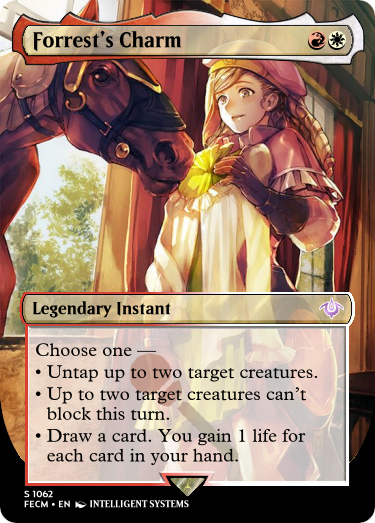 Forrest's Charm
Legendary Instant
Choose one —
• Untap up to two target creatures.
• Up to two target creatures can't
block this turn.
• Draw a card. You gain 1 life for
each card in your hand.
S 1062
FECM • EN INTELLIGENT SYSTEMS